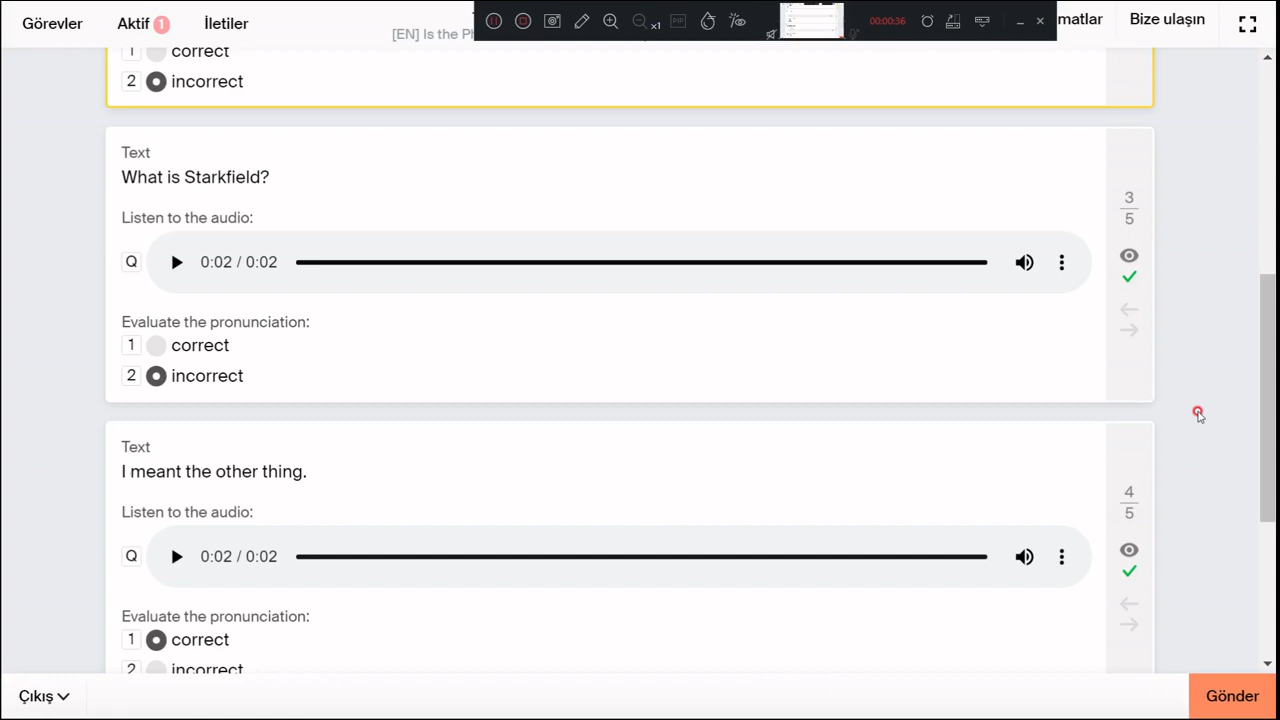 Görevler
Aktif 1
İletiler
[EN] Is the Ph
x1
PIP
00:00:36
matlar
Bize ulaşın
1 correct
2 incorrect
Text
What is Starkfield?
Listen to the audio:
Q 0:02 / 0:02
Evaluate the pronunciation:
1 correct
2 incorrect
3
5
Text
I meant the other thing.
Listen to the audio:
Q 0:02 / 0:02
Evaluate the pronunciation:
1 correct
2 incorrect
4
5
Çıkış
Gönder